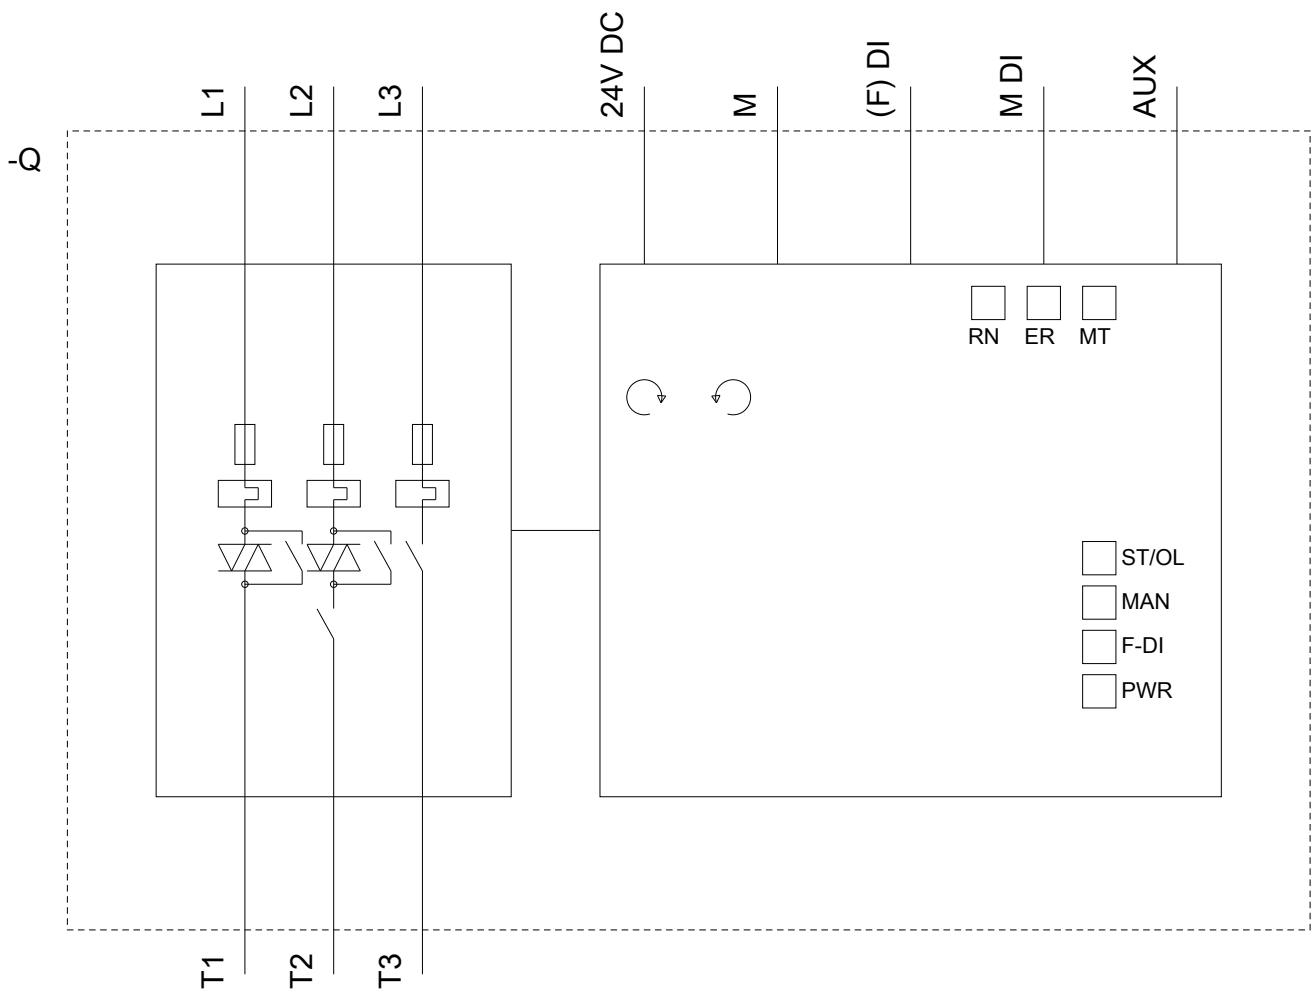 L1
L2
L3
24V DC
M
(F) DI
M DI
AUX
-Q
RN
ER
MT
ST/OL
MAN
F-DI
PWR
T1
T2
T3